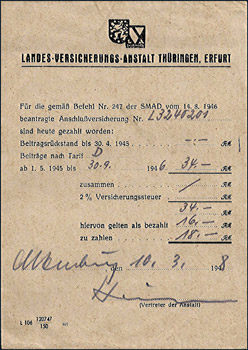 LANDES-VERSICHERUNGS-ANSTALT THÜRINGEN, ERFURT
Für die gemäß Befehl Nr. 247 der SMAD vom 14. 8. 1946
beantragte Anschlußversicherung Nr. L3240201
sind heute gezahlt worden:
Beitragsrückstand bis 30. 4. 1945 —.— RM
Beiträge nach Tarif D
ab 1. 5. 1945 bis 30.9. 1946 34.— RM
zusammen / RM
2 % Versicherungssteuer RM
34.—
hiervon gelten als bezahlt 16.— RM
zu zahlen 18.— RM
Altenburg den 10. 3. 1948
(Vertreter der Anstalt)
L 106 120747
150